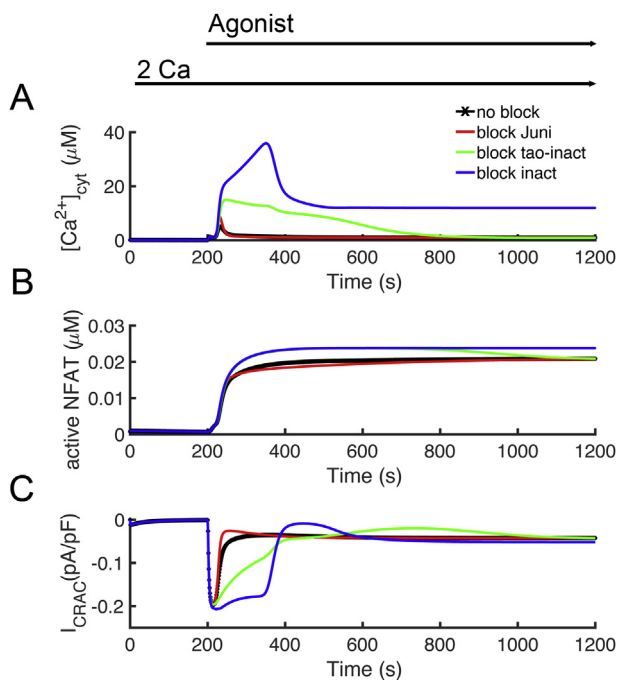 Agonist
2 Ca
A
no block
block Juni
block tao-inact
block inact
[Ca²⁺]cyt (μM)
40
20
0
0 200 400 600 800 1000 1200
Time (s)
B
active NFAT (μM)
0.03
0.02
0.01
0
0 200 400 600 800 1000 1200
Time (s)
C
I_CRAC(pA/pF)
0
-0.1
-0.2
0 200 400 600 800 1000 1200
Time (s)